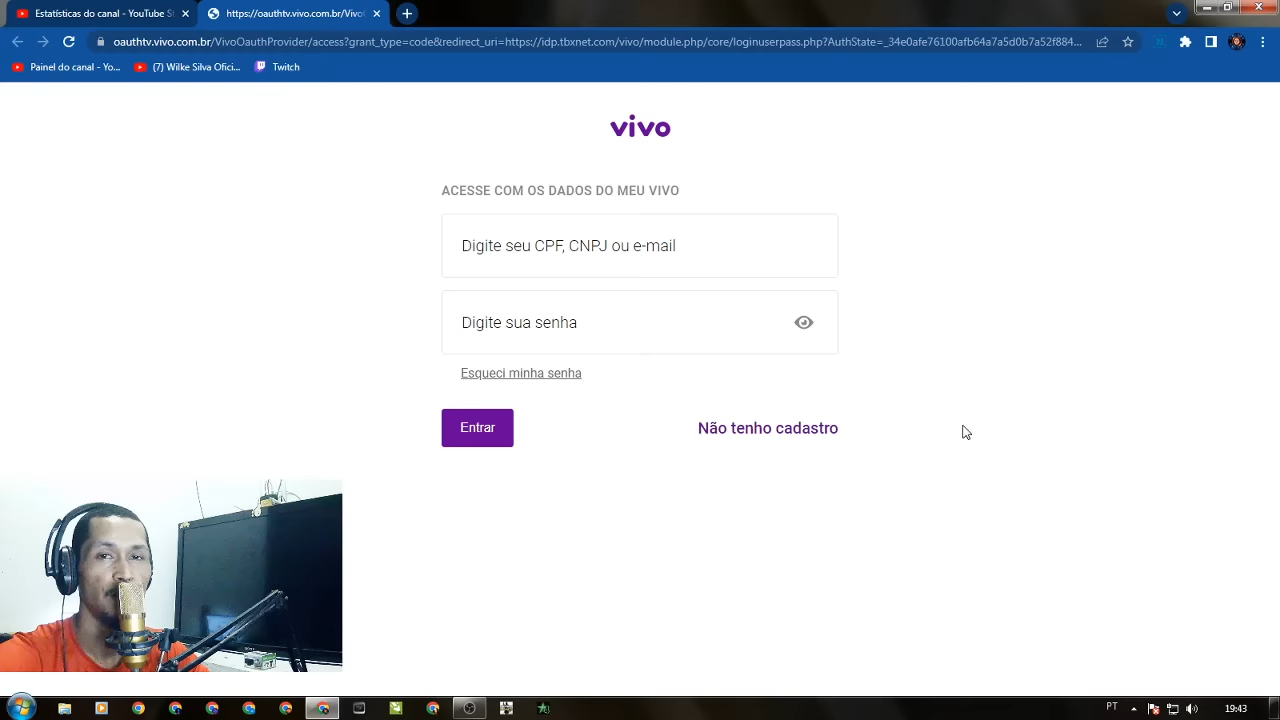 Estatísticas do canal - YouTube S
https://oauthtv.vivo.com.br/Vivo
oauthtv.vivo.com.br/VivoOauthProvider/access?grant_type=code&redirect_uri=https://idp.tbxnet.com/vivo/module.php/core/loginuserpass.php?AuthState=_34e0afe76100afb64a7a5d0b7a52f884...
Painel do canal - Yo...
(7) Wilke Silva Ofici...
Twitch
vivo
ACESSE COM OS DADOS DO MEU VIVO
Digite seu CPF, CNPJ ou e-mail
Digite sua senha
Esqueci minha senha
Entrar
Não tenho cadastro
PT
19:43